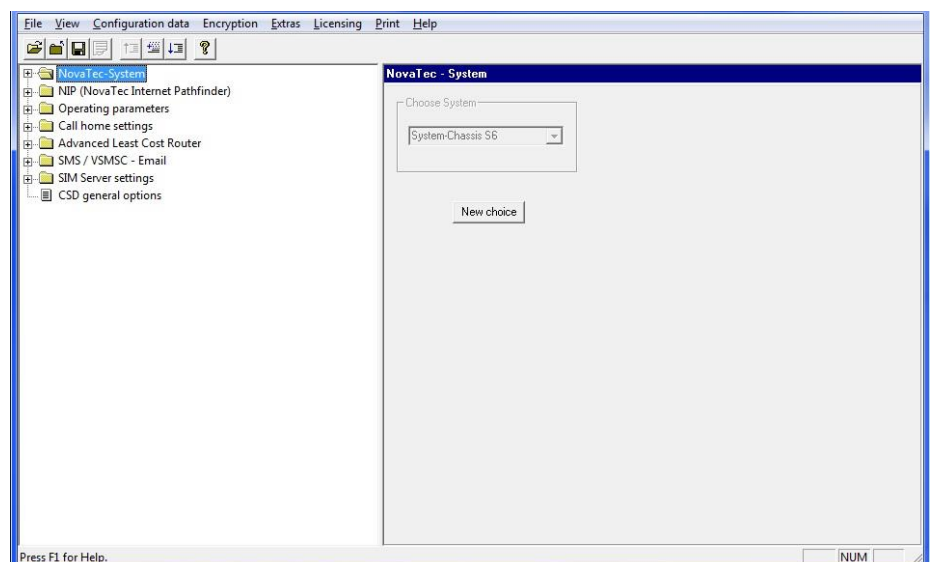 File View Configuration data Encryption Extras Licensing Print Help
NovaTec-System
NIP (NovaTec Internet Pathfinder)
Operating parameters
Call home settings
Advanced Least Cost Router
SMS / VSMSC - Email
SIM Server settings
CSD general options
NovaTec - System
Choose System
System-Chassis S6
New choice
Press F1 for Help.
NUM